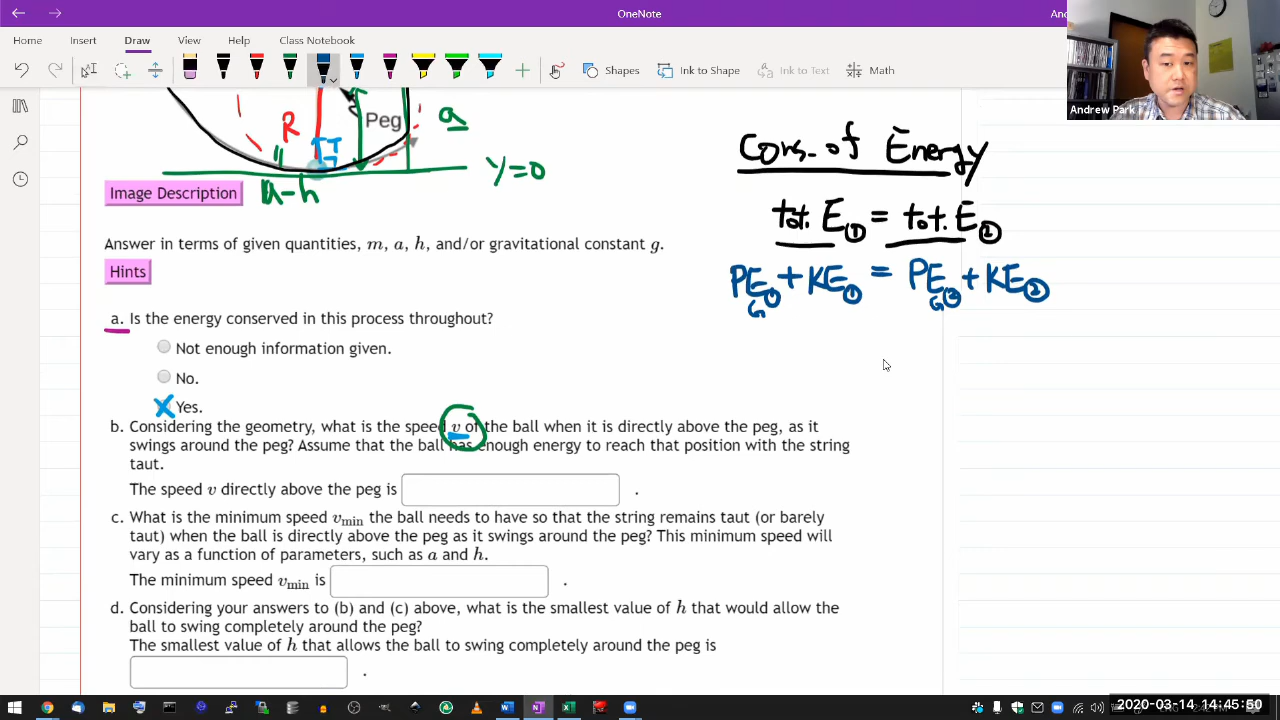 OneNote
Home Insert Draw View Help Class Notebook
Shapes Ink to Shape Ink to Text Math
Andrew Park
R
Peg
a
y=0
a-h
Image Description
Answer in terms of given quantities, m, a, h, and/or gravitational constant g.
Hints
a. Is the energy conserved in this process throughout?
Not enough information given.
No.
Yes.
b. Considering the geometry, what is the speed v of the ball when it is directly above the peg, as it
swings around the peg? Assume that the ball has enough energy to reach that position with the string
taut.
The speed v directly above the peg is .
c. What is the minimum speed vmin the ball needs to have so that the string remains taut (or barely
taut) when the ball is directly above the peg as it swings around the peg? This minimum speed will
vary as a function of parameters, such as a and h.
The minimum speed vmin is .
d. Considering your answers to (b) and (c) above, what is the smallest value of h that would allow the
ball to swing completely around the peg?
The smallest value of h that allows the ball to swing completely around the peg is
.
Cons. of Energy
tot. E① = tot. E②
PE_G① + KE① = PE_G② + KE②
2020-03-14 14:45:50